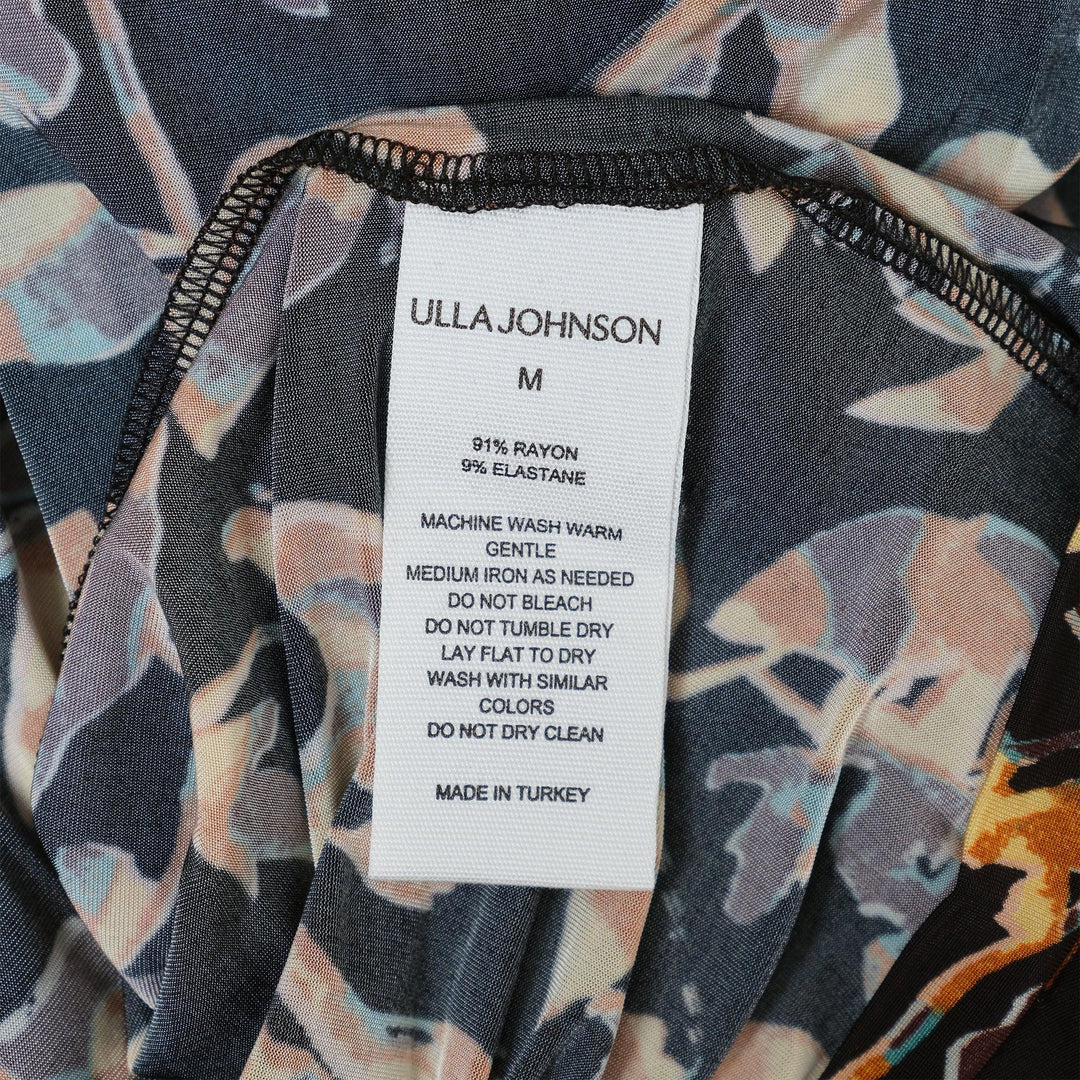 ULLA JOHNSON
M
91% RAYON
9% ELASTANE
MACHINE WASH WARM
GENTLE
MEDIUM IRON AS NEEDED
DO NOT BLEACH
DO NOT TUMBLE DRY
LAY FLAT TO DRY
WASH WITH SIMILAR
COLORS
DO NOT DRY CLEAN
MADE IN TURKEY